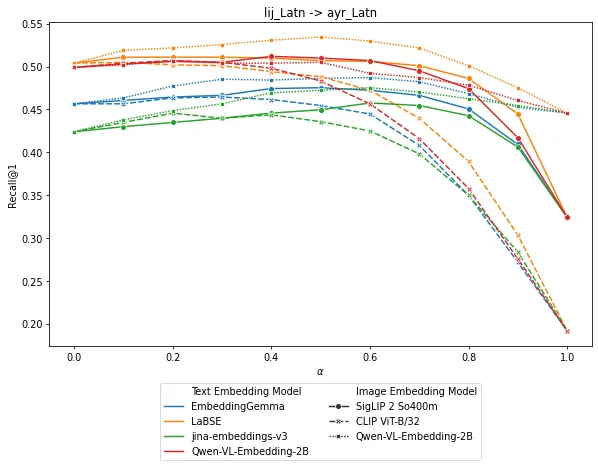 lij_Latn -> ayr_Latn
0.55
0.50
0.45
0.40
0.35
0.30
0.25
0.20
Recall@1
0.0 0.2 0.4 0.6 0.8 1.0
α
Text Embedding Model
EmbeddingGemma
LaBSE
jina-embeddings-v3
Qwen-VL-Embedding-2B
Image Embedding Model
SigLIP 2 So400m
CLIP ViT-B/32
Qwen-VL-Embedding-2B